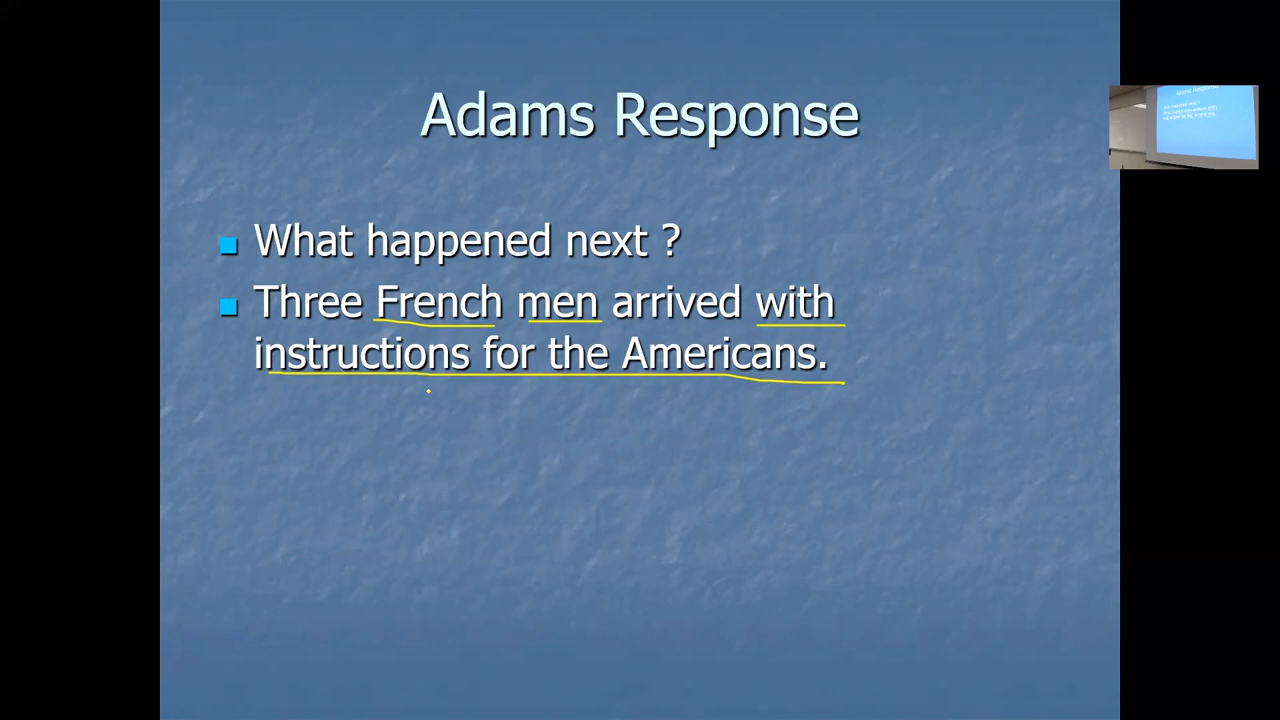 Adams Response
What happened next ?
Three French men arrived with
instructions for the Americans.